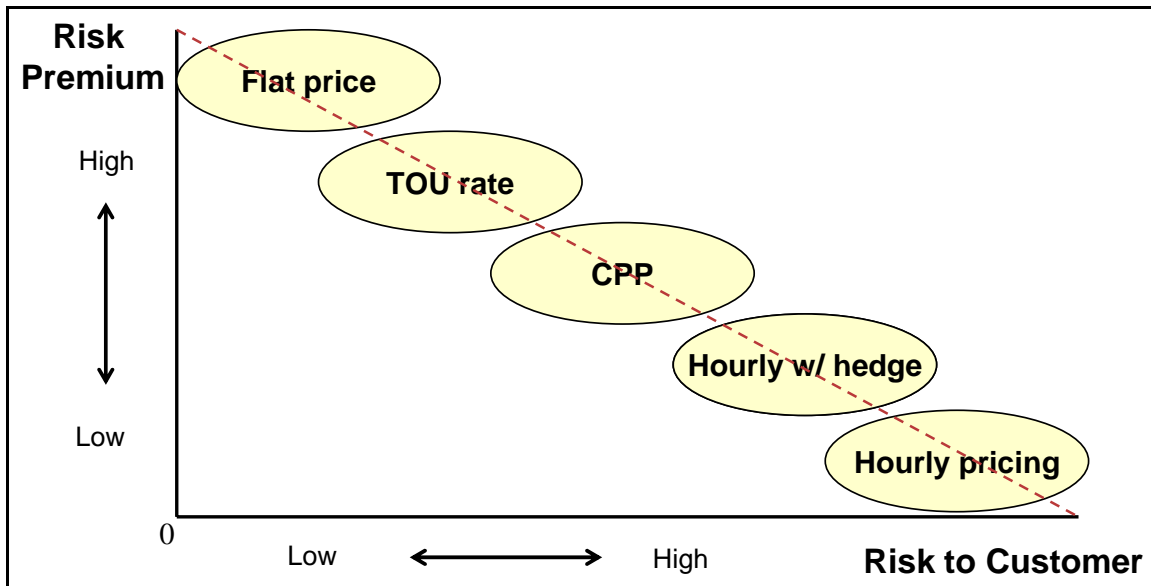 Risk
Premium
Flat price
High
TOU rate
CPP
Hourly w/ hedge
Low
Hourly pricing
0
Low
High
Risk to Customer